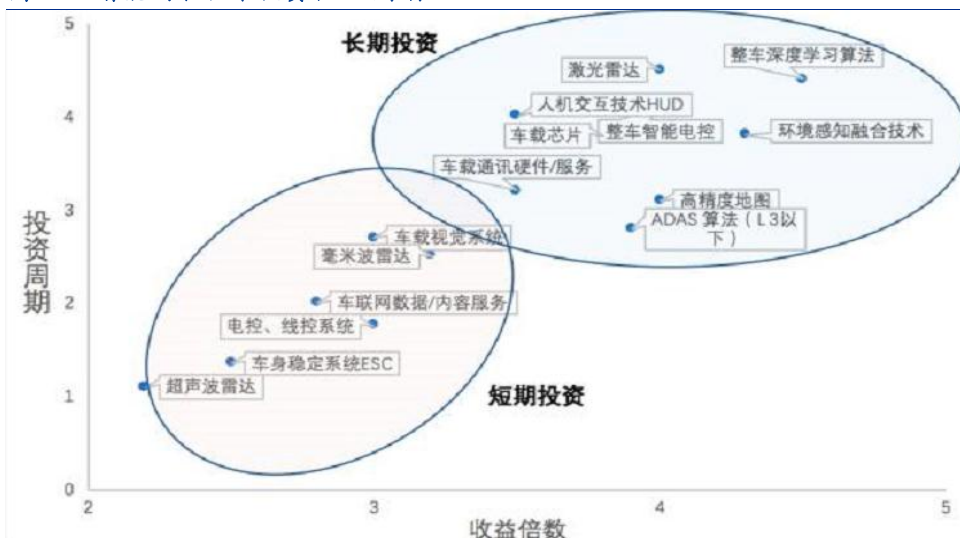 5
长期投资
整车深度学习算法
激光雷达
4
人机交互技术HUD
车载芯片
整车智能电控
环境感知融合技术
车载通讯硬件/服务
3
高精度地图
ADAS 算法（L3以
下）
投资周期
车载视觉系统
毫米波雷达
2
车联网数据/内容服务
电控、线控系统
车身稳定系统ESC
1
超声波雷达
短期投资
0
2
3
4
5
收益倍数